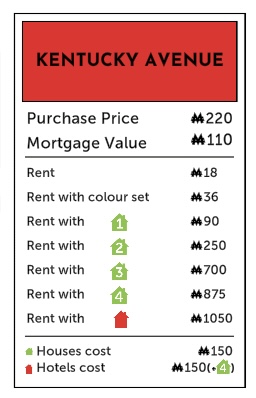 KENTUCKY AVENUE
Purchase Price ₩220
Mortgage Value ₩110
Rent ₩18
Rent with colour set ₩36
Rent with 1 ₩90
Rent with 2 ₩250
Rent with 3 ₩700
Rent with 4 ₩875
Rent with ₩1050
Houses cost ₩150
Hotels cost ₩150(+4)